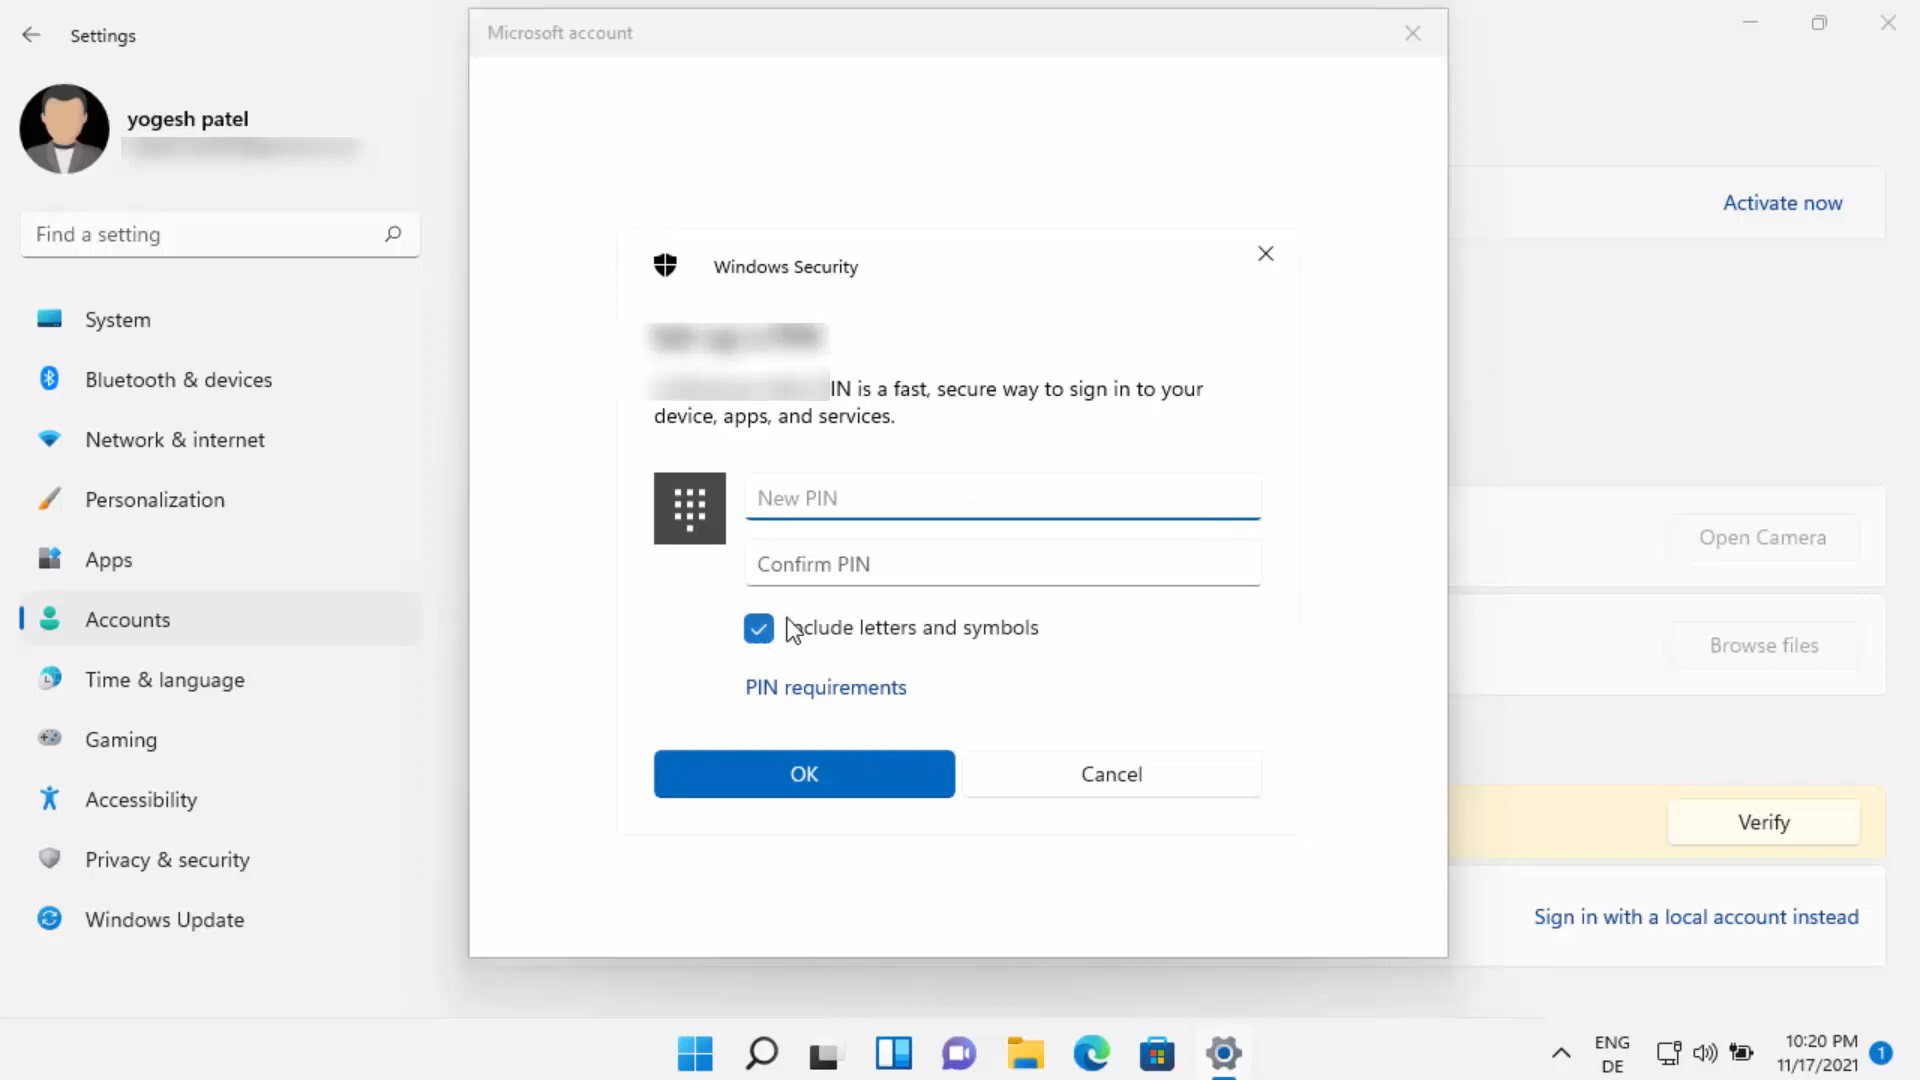 Settings
yogesh patel
Find a setting
System
Bluetooth & devices
Network & internet
Personalization
Apps
Accounts
Time & language
Gaming
Accessibility
Privacy & security
Windows Update
Microsoft account
Windows Security
IN is a fast, secure way to sign in to your
device, apps, and services.
New PIN
Confirm PIN
clude letters and symbols
PIN requirements
OK
Cancel
Activate now
Open Camera
Browse files
Verify
Sign in with a local account instead
ENG
DE
10:20 PM
11/17/2021
1